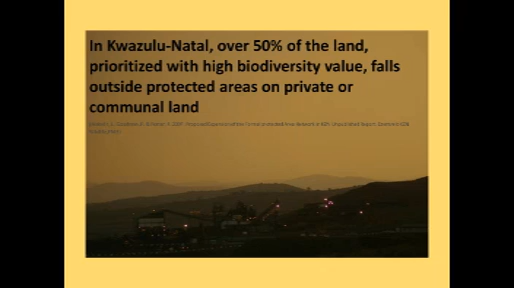 In Kwazulu-Natal, over 50% of the land,
prioritized with high biodiversity value, falls
outside protected areas on private or
communal land